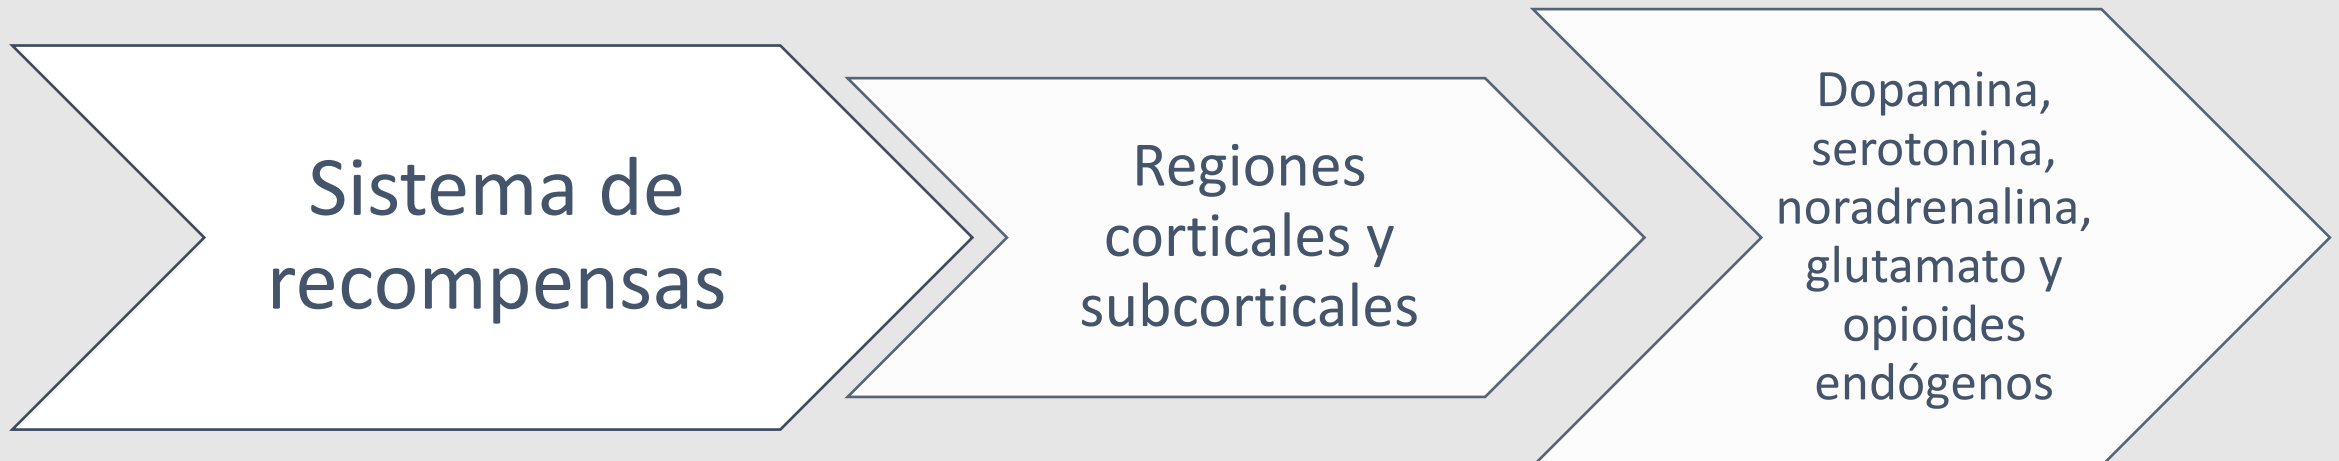 Sistema de
recompensas
Regiones
corticales y
subcorticales
Dopamina,
serotonina,
noradrenalina,
glutamato y
opioides
endógenos